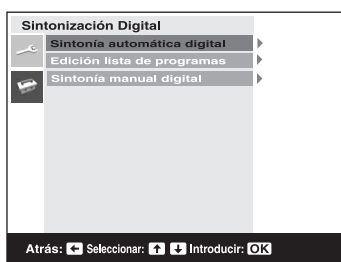 Sintonización Digital
Sintonía automática digital
Edición lista de programas
Sintonía manual digital
Atrás: Seleccionar: Introducir: OK